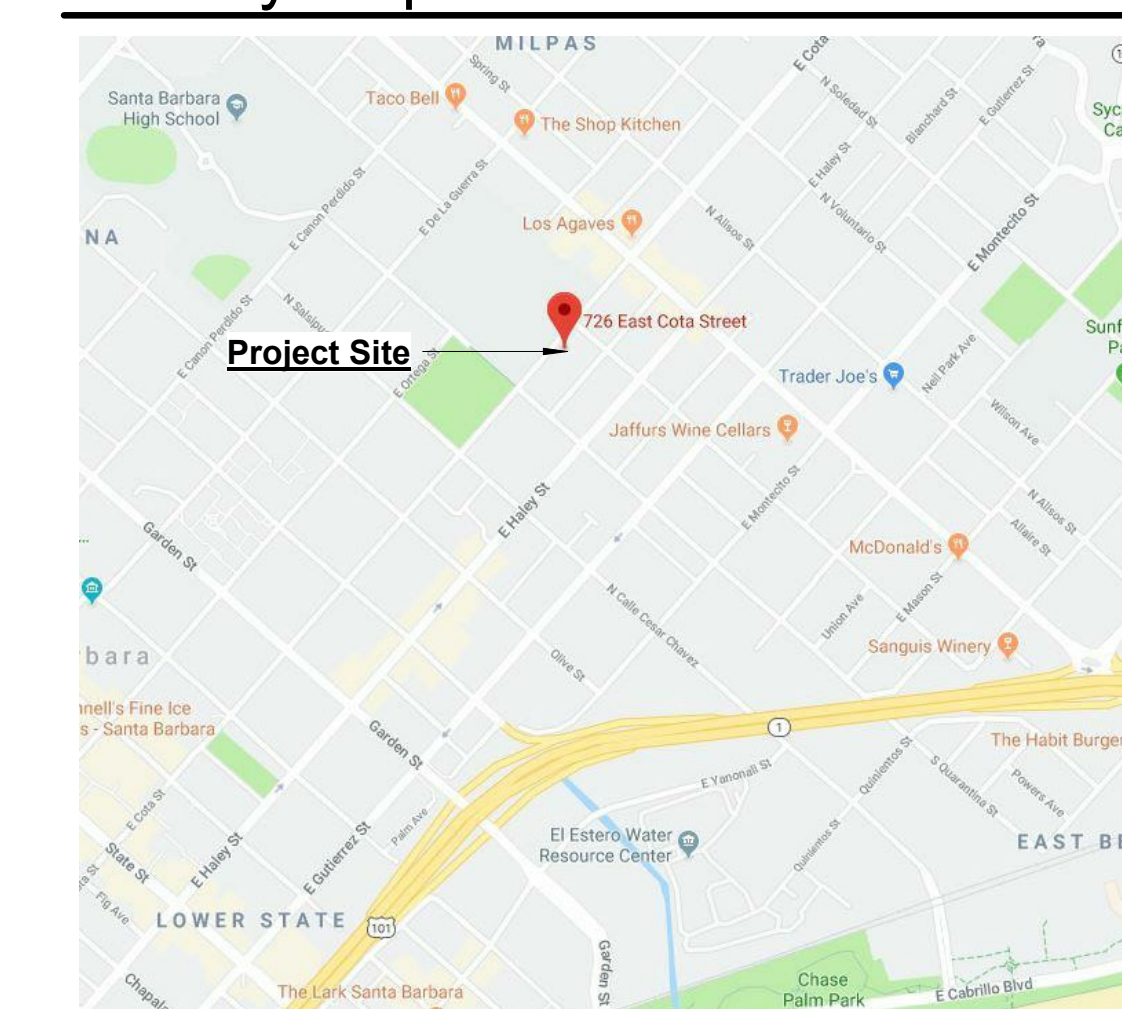 MILPAS
E Cota
Spring St
Santa Barbara
High School
Taco Bell
The Shop Kitchen
N Soledad St
Blanchard St
E Gutierrez St
E Haley St
E Canon Perdido St
E De La Guerra St
N Voluntario St
N Alisos St
E Montecito St
Los Agaves
NA
E Canon Perdido St
726 East Cota Street
Project Site
E Ortega St
Trader Joe's
Nell Park Ave
Jaffurs Wine Cellars
Wilson Ave
E Haley St
E Montecito St
N Alisos St
Allaire St
Garden St
McDonald's
N Calle Cesar Chavez
Union Ave
E Mason St
Sanguis Winery
bara
Olive St
nnell's Fine Ice
s - Santa Barbara
Garden St
1
The Habit Burger
E Yanonali St
Quinientos St
S Quarantina St
Powers Ave
E Cota St
State St
E Haley St
E Gutierrez St
Palm Ave
El Estero Water
Resource Center
Quinientos St
EAST BE
Fig Ave
LOWER STATE
101
Garden St
The Lark Santa Barbara
Chase
Palm Park
E Cabrillo Blvd